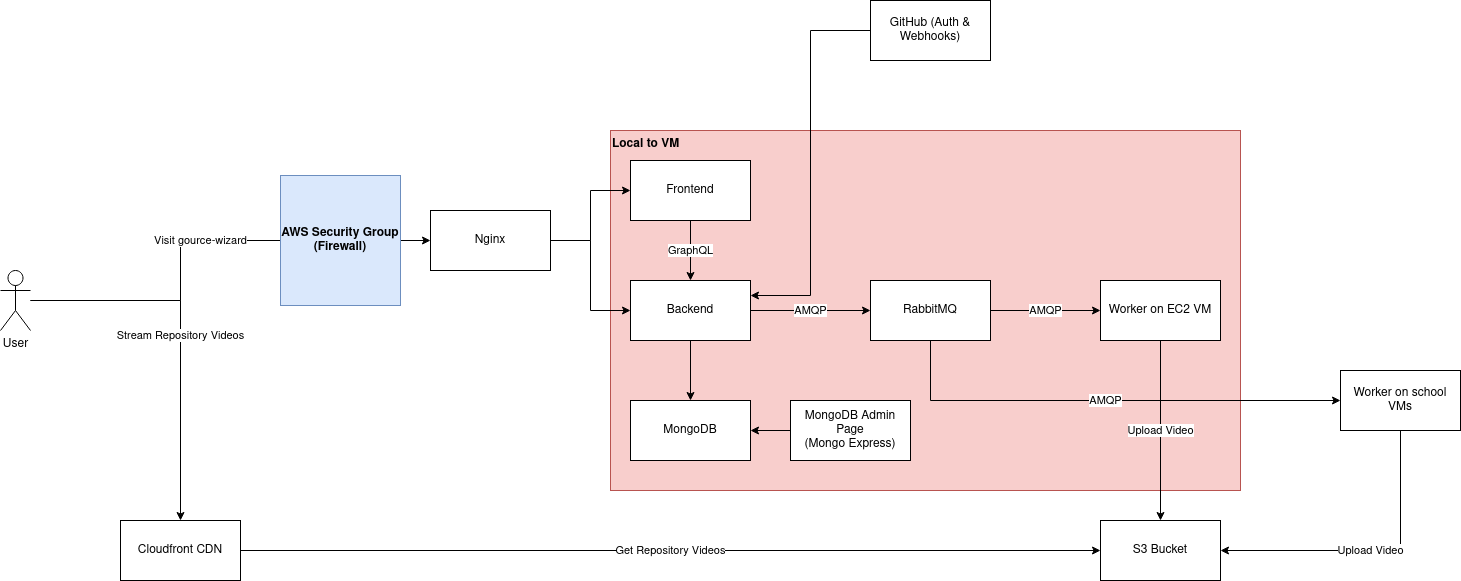 GitHub (Auth &
Webhooks)
Local to VM
Frontend
AWS Security Group
(Firewall)
Visit gource-wizard
Nginx
GraphQL
User
Stream Repository Videos
Backend
AMQP
RabbitMQ
AMQP
Worker on EC2 VM
MongoDB
MongoDB Admin
Page
(Mongo Express)
AMQP
Worker on school
VMs
Upload Video
Cloudfront CDN
Get Repository Videos
S3 Bucket
Upload Video